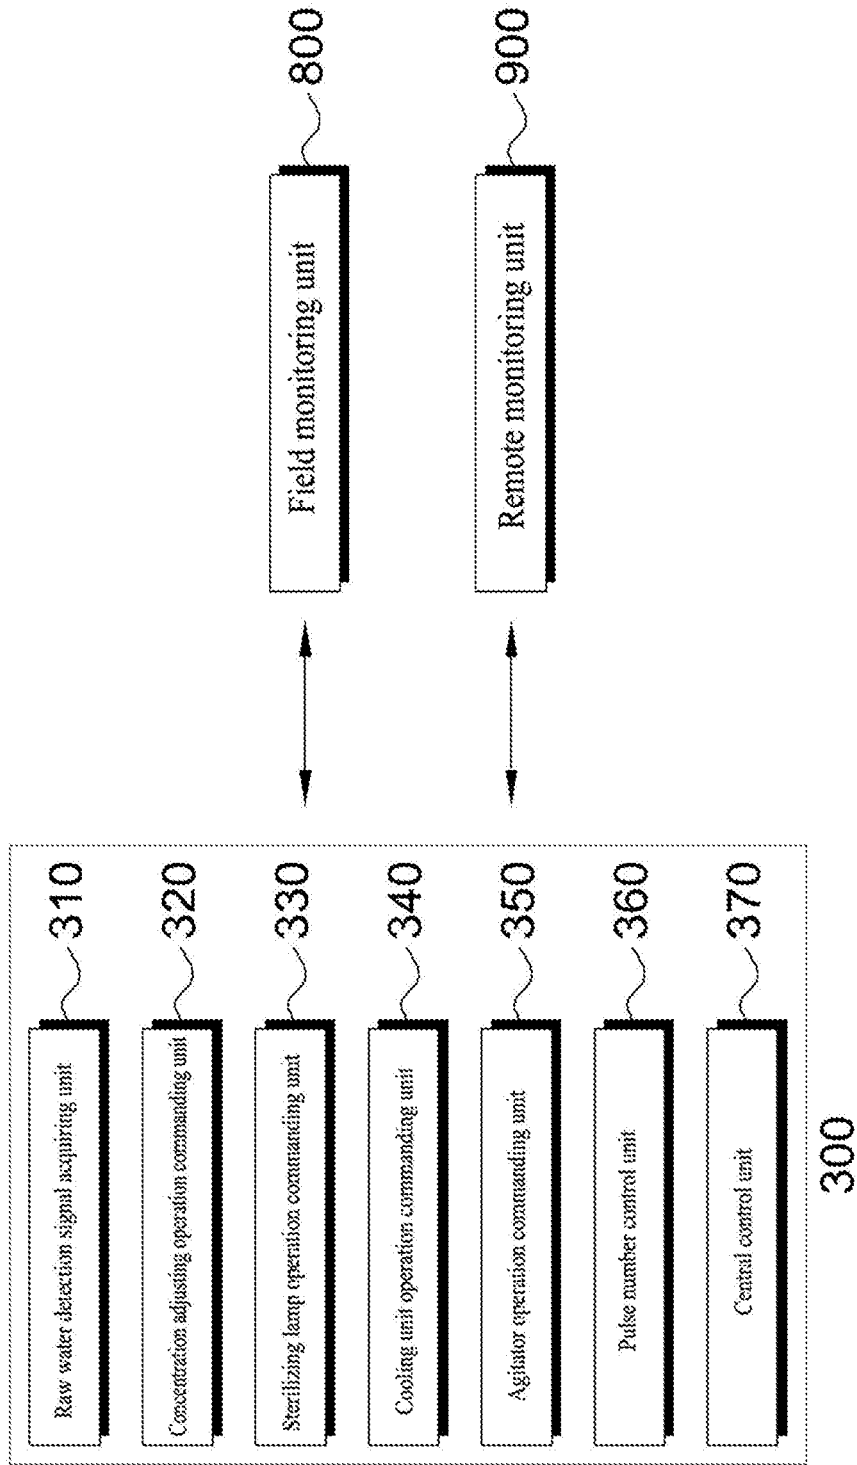 Raw water detection signal acquiring unit
310
Concentration adjusting operation commanding unit
320
Sterilizing lamp operation commanding unit
330
Cooling unit operation commanding unit
340
Agitator operation commanding unit
350
Pulse number control unit
360
Central control unit
370
300
Field monitoring unit
800
Remote monitoring unit
900